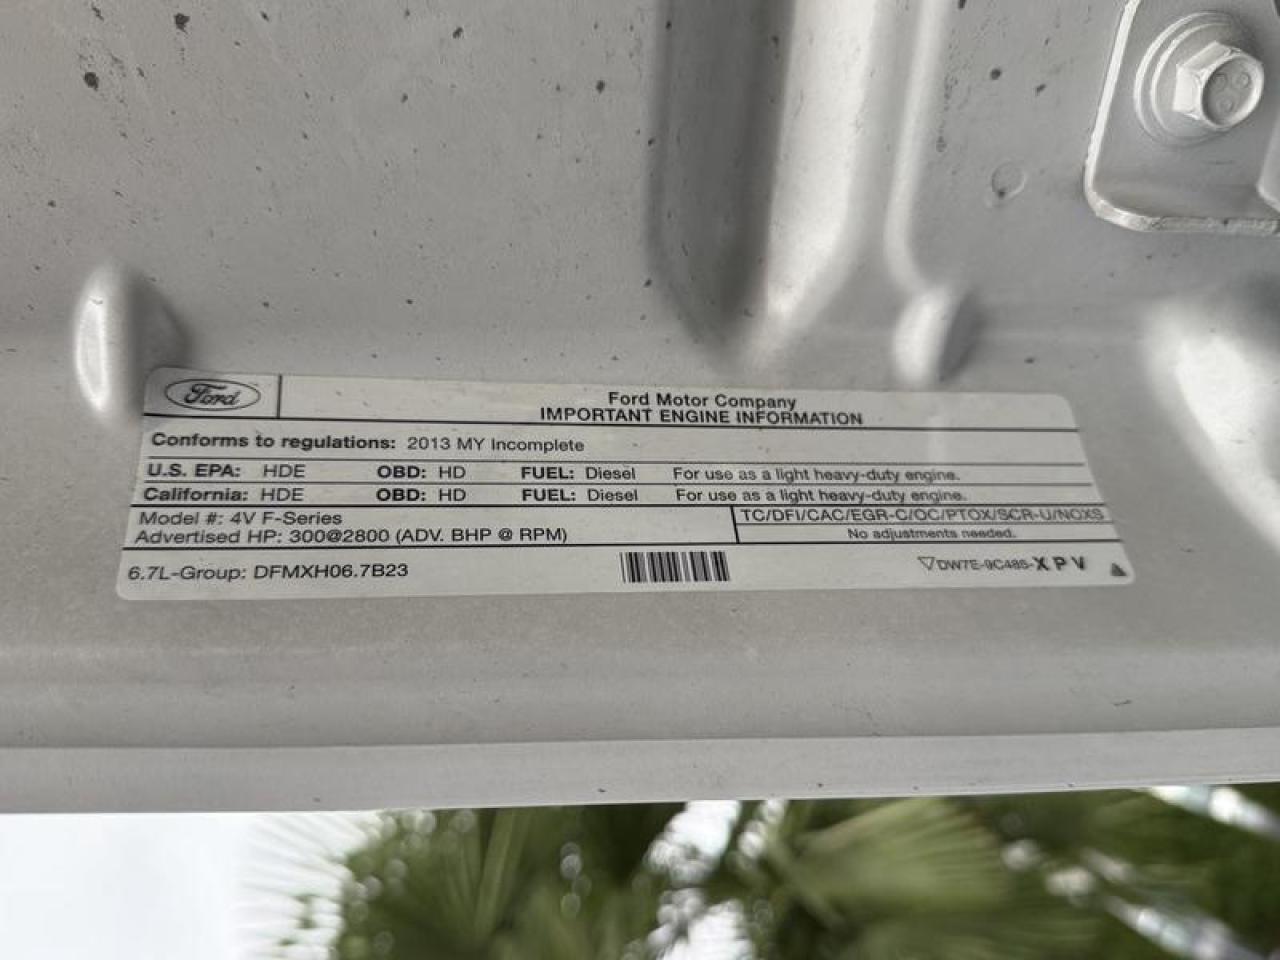 Ford
Ford Motor Company
IMPORTANT ENGINE INFORMATION
Conforms to regulations: 2013 MY Incomplete
U.S. EPA: HDE OBD: HD FUEL: Diesel For use as a light heavy-duty engine.
California: HDE OBD: HD FUEL: Diesel For use as a light heavy-duty engine.
Model #: 4V F-Series
Advertised HP: 300@2800 (ADV. BHP @ RPM)
TC/DFI/CAC/EGR-C/OC/PTOX/SCR-U/NOXS
No adjustments needed.
6.7L-Group: DFMXH06.7B23
DW7E-9C485-XPV